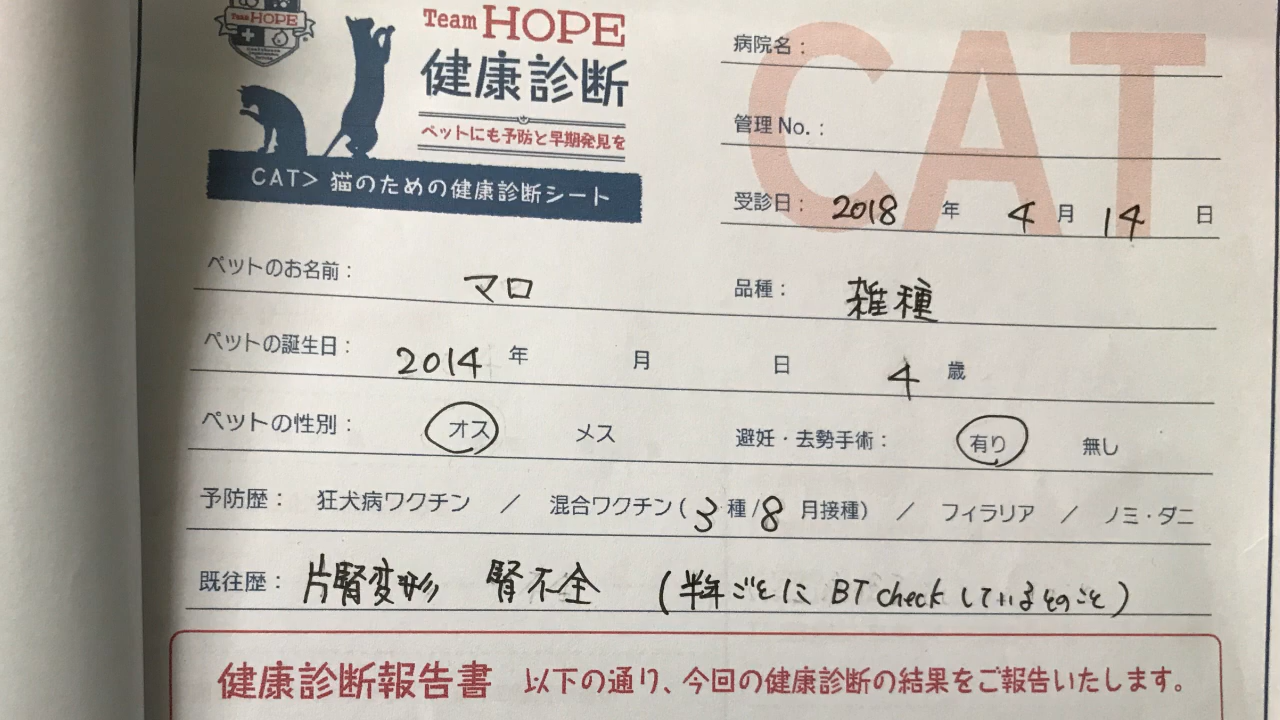 Team HOPE
Team HOPE
健康診断
ペットにも予防と早期発見を
CAT> 猫のための健康診断シート
CAT
病院名:
管理No.:
受診日: 2018 年 4 月 14 日
ペットのお名前: マロ 品種: 雑種
ペットの誕生日: 2014 年 月 日 4 歳
ペットの性別: オス メス 避妊・去勢手術: 有り 無し
予防歴: 狂犬病ワクチン / 混合ワクチン(3種/8月接種) / フィラリア / ノミ・ダニ
既往歴: 片腎変形 腎不全 (半年ごとに BT check しているとのこと)
健康診断報告書 以下の通り、今回の健康診断の結果をご報告いたします。